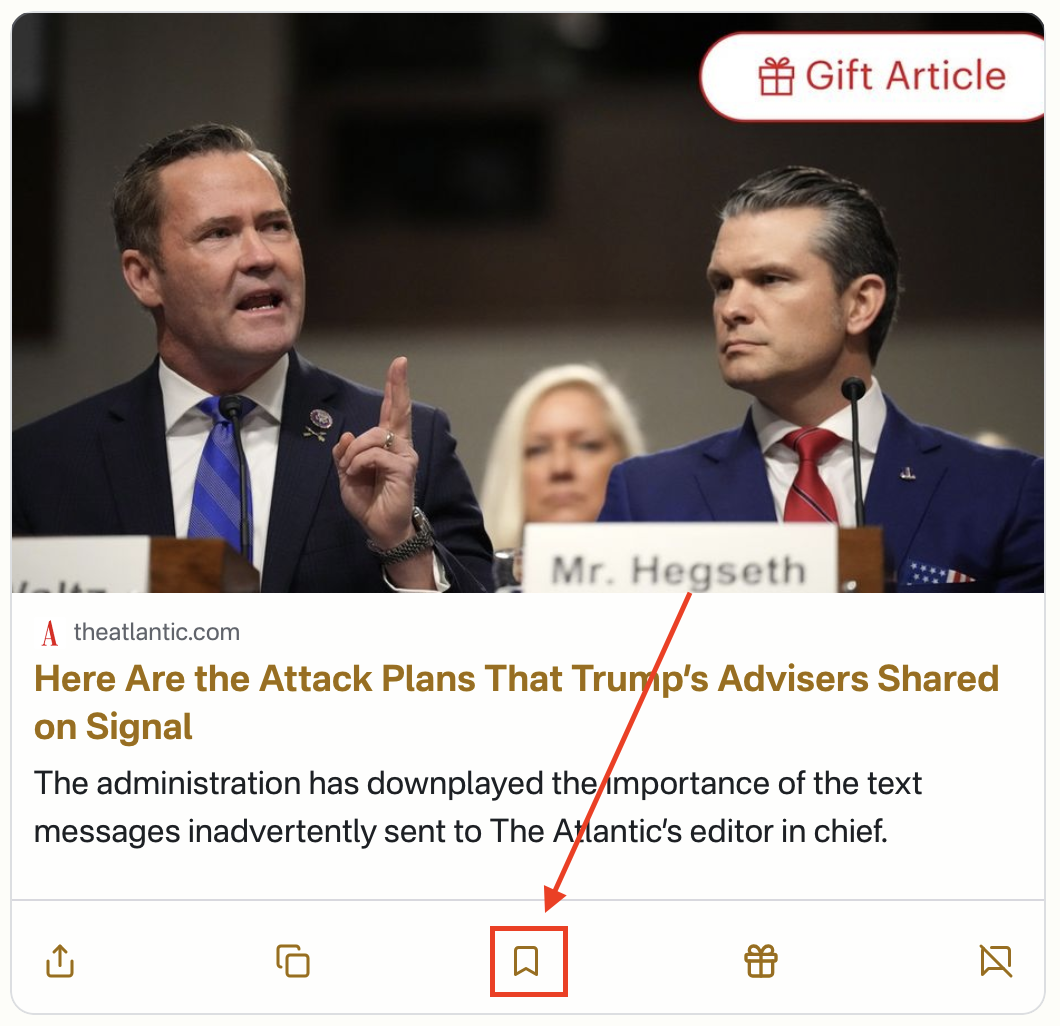 Gift Article
Mr. Hegseth
theatlantic.com
Here Are the Attack Plans That Trump's Advisers Shared
on Signal
The administration has downplayed the importance of the text
messages inadvertently sent to The Atlantic's editor in chief.